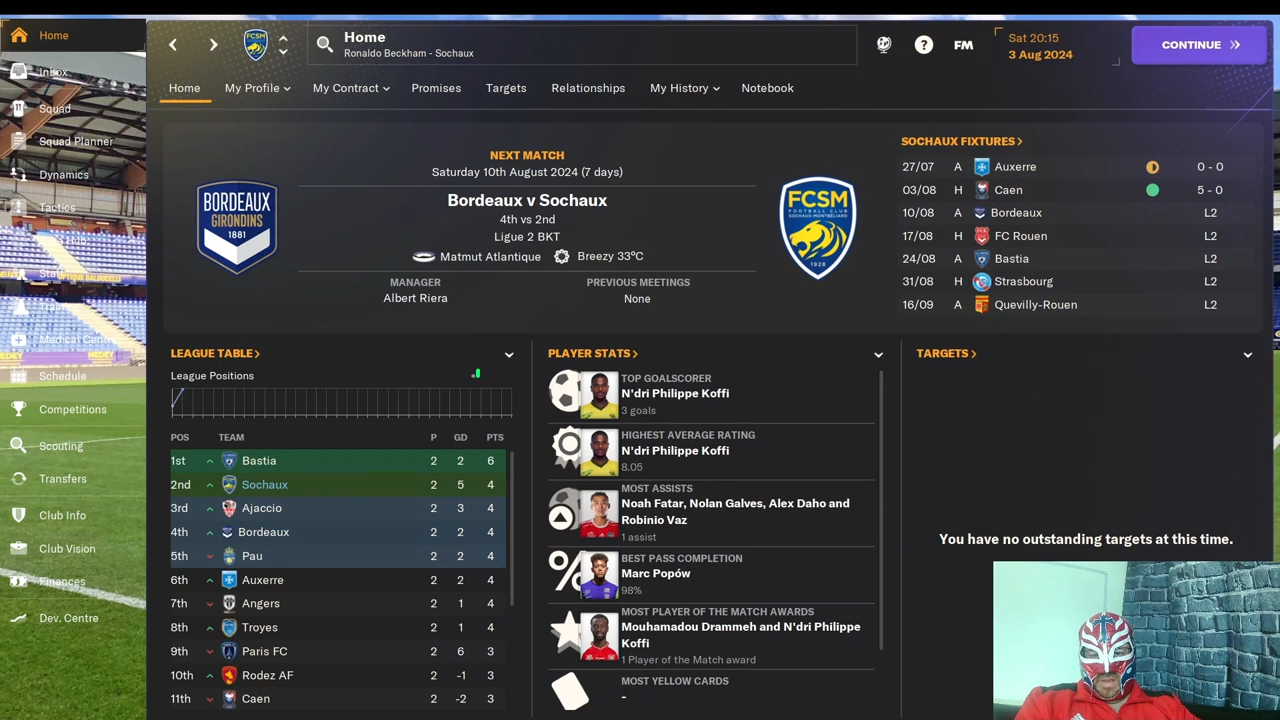 Home
Inbox
Squad
Squad Planner
Dynamics
Tactics
Schedule
Competitions
Scouting
Transfers
Club Info
Club Vision
Finances
Dev. Centre
Home
Ronaldo Beckham - Sochaux
?
FM
Sat 20:15
3 Aug 2024
CONTINUE
Home
My Profile
My Contract
Promises
Targets
Relationships
My History
Notebook
BORDEAUX
GIRONDINS
1881
NEXT MATCH
Saturday 10th August 2024 (7 days)
Bordeaux v Sochaux
4th vs 2nd
Ligue 2 BKT
Matmut Atlantique
Breezy 33°C
MANAGER
Albert Riera
PREVIOUS MEETINGS
None
FCSM
FOOTBALL CLUB
SOCHAUX-MONTBÉLIARD
1928
SOCHAUX FIXTURES
27/07 A Auxerre 0 - 0
03/08 H Caen 5 - 0
10/08 A Bordeaux L2
17/08 H FC Rouen L2
24/08 A Bastia L2
31/08 H Strasbourg L2
16/09 A Quevilly-Rouen L2
LEAGUE TABLE
League Positions
POS TEAM P GD PTS
1st Bastia 2 2 6
2nd Sochaux 2 5 4
3rd Ajaccio 2 3 4
4th Bordeaux 2 2 4
5th Pau 2 2 4
6th Auxerre 2 2 4
7th Angers 2 1 4
8th Troyes 2 1 4
9th Paris FC 2 6 3
10th Rodez AF 2 -1 3
11th Caen 2 -2 3
PLAYER STATS
TOP GOALSCORER
N'dri Philippe Koffi
3 goals
HIGHEST AVERAGE RATING
N'dri Philippe Koffi
8.05
MOST ASSISTS
Noah Fatar, Nolan Galves, Alex Daho and
Robinio Vaz
1 assist
BEST PASS COMPLETION
Marc Popów
98%
MOST PLAYER OF THE MATCH AWARDS
Mouhamadou Drammeh and N'dri Philippe
Koffi
1 Player of the Match award
MOST YELLOW CARDS
-
TARGETS
You have no outstanding targets at this time.